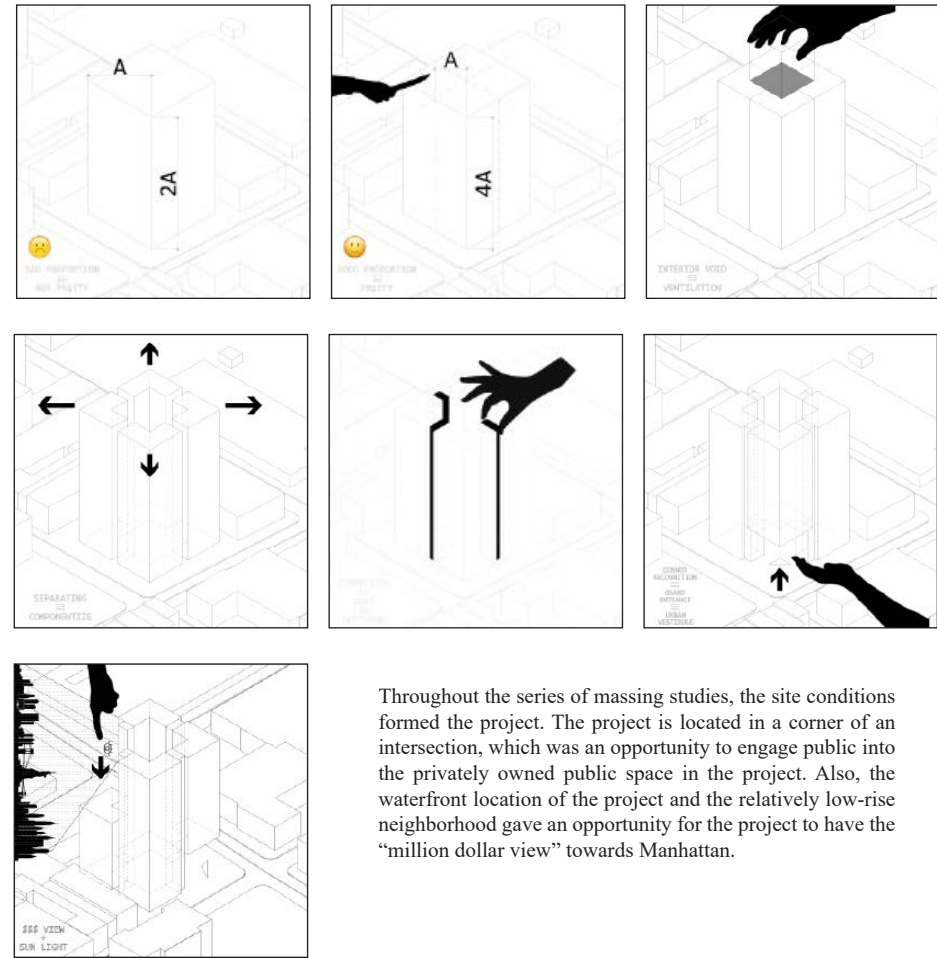 A
2A
BAD PROPORTION
NOT PRETTY
A
4A
GOOD PROPORTION
PRETTY
INTERIOR VOID
VENTILATION
SEPARATING
COMPONENTIZE
CORNER
RECOGNITION
GRAND
ENTRANCE
URBAN
VESTIBULE
$$$ VIEW
+
SUN LIGHT
Throughout the series of massing studies, the site conditions
formed the project. The project is located in a corner of an
intersection, which was an opportunity to engage public into
the privately owned public space in the project. Also, the
waterfront location of the project and the relatively low-rise
neighborhood gave an opportunity for the project to have the
“million dollar view” towards Manhattan.